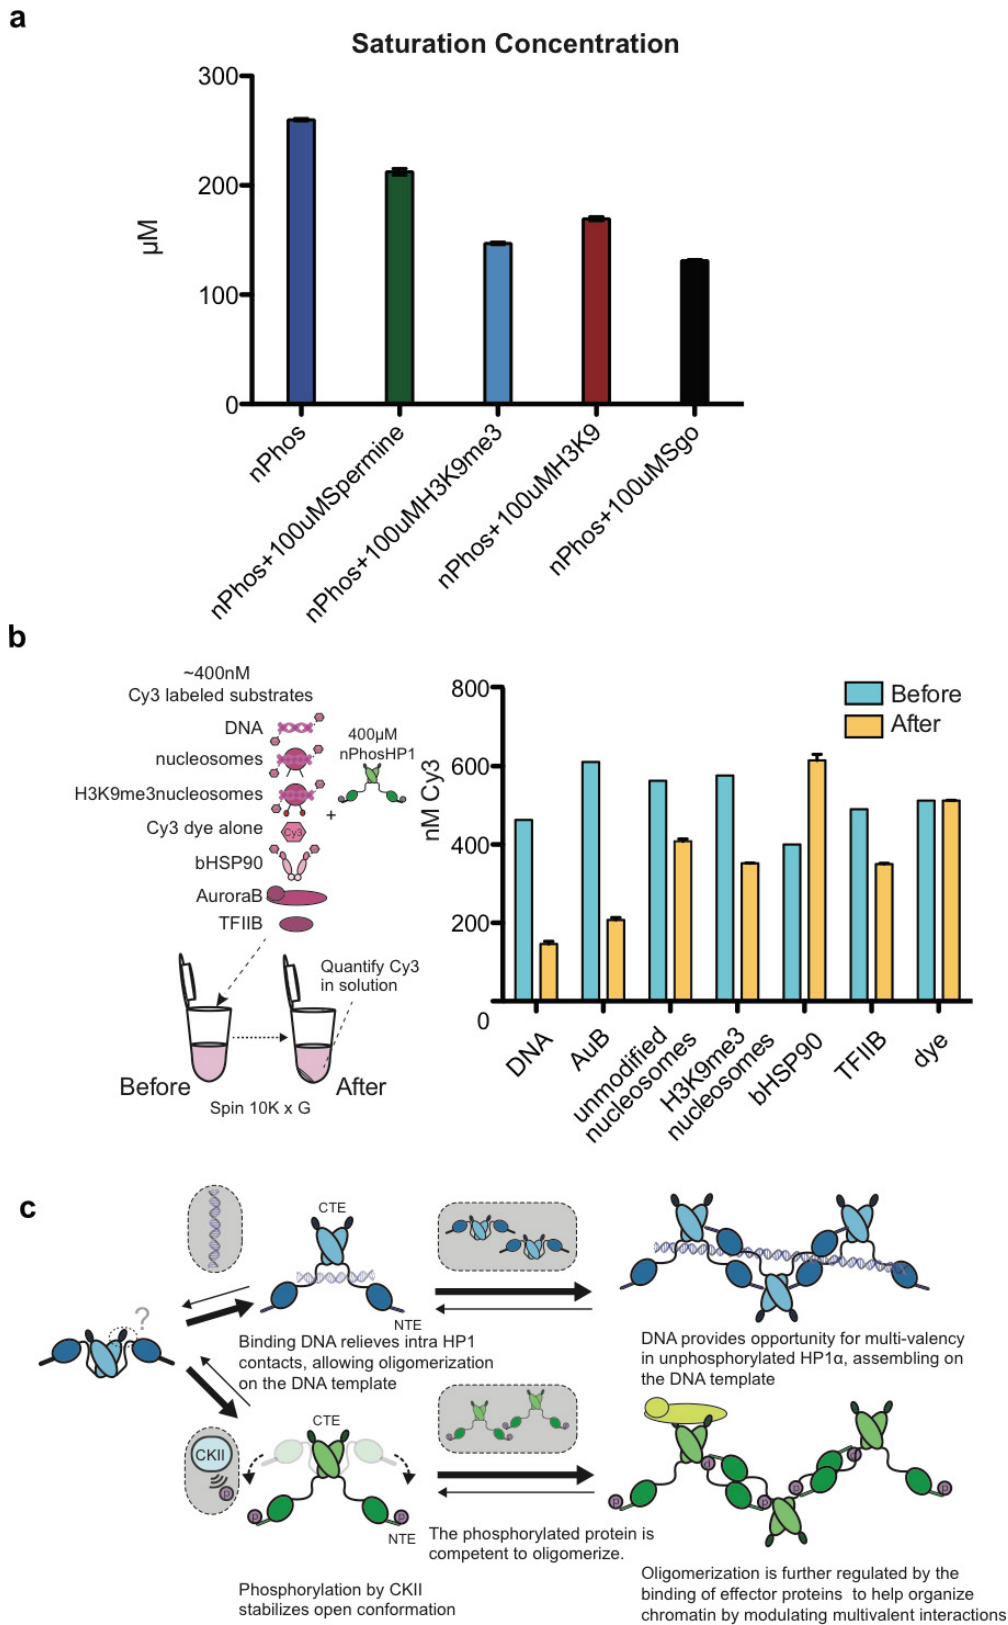 a
Saturation Concentration
300
200
100
0
µM
nPhos
nPhos+100uMSpermine
nPhos+100uMH3K9me3
nPhos+100uMH3K9
nPhos+100uMSgo
b
~400nM
Cy3 labeled substrates
DNA
nucleosomes
H3K9me3nucleosomes
Cy3 dye alone
Cy3
bHSP90
AuroraB
TFIIB
400µM
nPhosHP1
+
Quantify Cy3
in solution
Before
After
Spin 10K x G
800
600
400
200
0
nM Cy3
Before
After
DNA
AuB
unmodified
nucleosomes
H3K9me3
nucleosomes
bHSP90
TFIIB
dye
c
?
CTE
NTE
Binding DNA relieves intra HP1
contacts, allowing oligomerization
on the DNA template
DNA provides opportunity for multi-valency
in unphosphorylated HP1α, assembling on
the DNA template
CKII
p
CTE
p
p
NTE
p
p
p
p
Phosphorylation by CKII
stabilizes open conformation
The phosphorylated protein is
competent to oligomerize.
p
p
p
p
p
p
Oligomerization is further regulated by the
binding of effector proteins to help organize
chromatin by modulating multivalent interactions